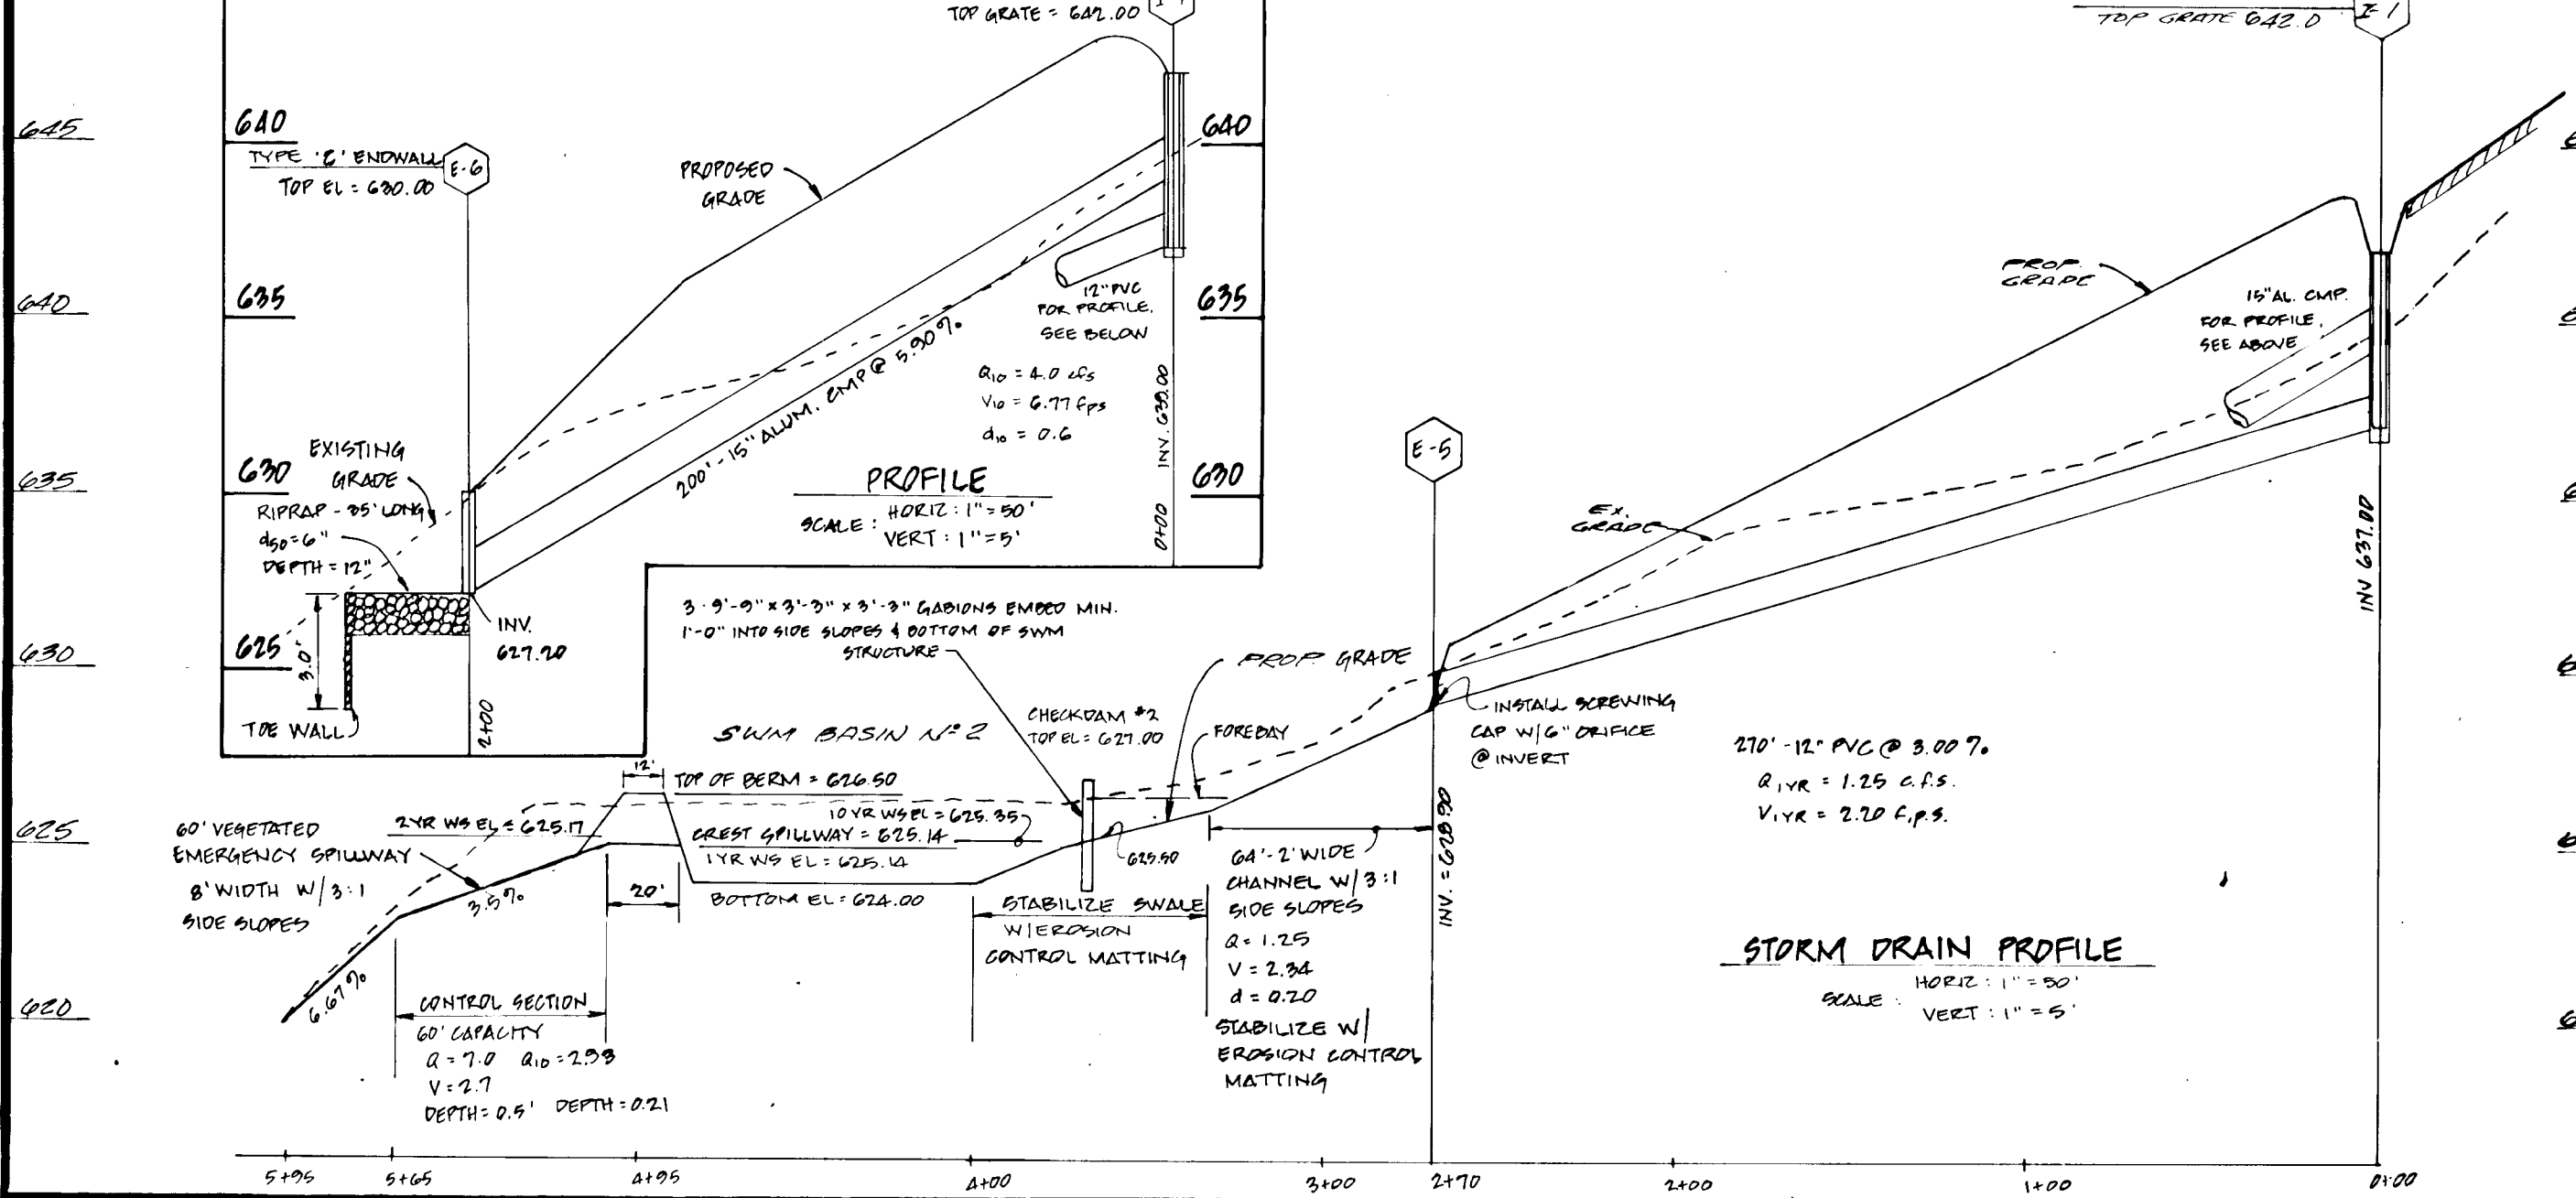 TOP GRATE = 642.00
TOP GRATE 642.0
I-1
645
640
635
630
625
620
640
635
630
625
640
635
630
TYPE 'C' ENDWALL
TOP EL = 630.00
E-6
PROPOSED
GRADE
EXISTING
GRADE
RIPRAP - 35' LONG
d50 = 6"
DEPTH = 12"
3.0'
TOE WALL
INV.
627.20
2+00
200' - 15" ALUM. CMP @ 5.90%
12" PVC
FOR PROFILE,
SEE BELOW
Q10 = 4.0 cfs
V10 = 6.77 fps
d10 = 0.6
0+00 INV. 639.00
PROFILE
SCALE : HORIZ : 1" = 50'
VERT : 1" = 5'
3 - 9'-9" x 3'-3" x 3'-3" GABIONS EMBED MIN.
1'-0" INTO SIDE SLOPES & BOTTOM OF SWM
STRUCTURE
SWM BASIN Nº 2
CHECKDAM #2
TOP EL = 627.00
PROP. GRADE
FOREBAY
E-5
INSTALL SCREWING
CAP W/6" ORIFICE
@ INVERT
INV. = 628.90
12'
TOP OF BERM = 626.50
10 YR WSEL = 625.35
2YR WS EL = 625.17
CREST SPILLWAY = 625.14
1YR WS EL = 625.14
BOTTOM EL = 624.00
20'
625.50
60' VEGETATED
EMERGENCY SPILLWAY
8' WIDTH W/ 3:1
SIDE SLOPES
3.5%
6.67%
CONTROL SECTION
60' CAPACITY
Q = 7.0 Q10 = 2.93
V = 2.7
DEPTH = 0.5' DEPTH = 0.21
STABILIZE SWALE
W/EROSION
CONTROL MATTING
64' - 2' WIDE
CHANNEL W/ 3:1
SIDE SLOPES
Q = 1.25
V = 2.34
d = 0.20
STABILIZE W/
EROSION CONTROL
MATTING
PROP.
GRADE
15" AL. CMP.
FOR PROFILE,
SEE ABOVE
EX.
GRADE
INV 637.00
270' - 12" PVC @ 3.00%
Q1YR = 1.25 c.f.s.
V1YR = 2.20 f.p.s.
STORM DRAIN PROFILE
SCALE : HORIZ : 1" = 50'
VERT : 1" = 5'
5+95
5+65
4+95
4+00
3+00
2+70
2+00
1+00
0+00